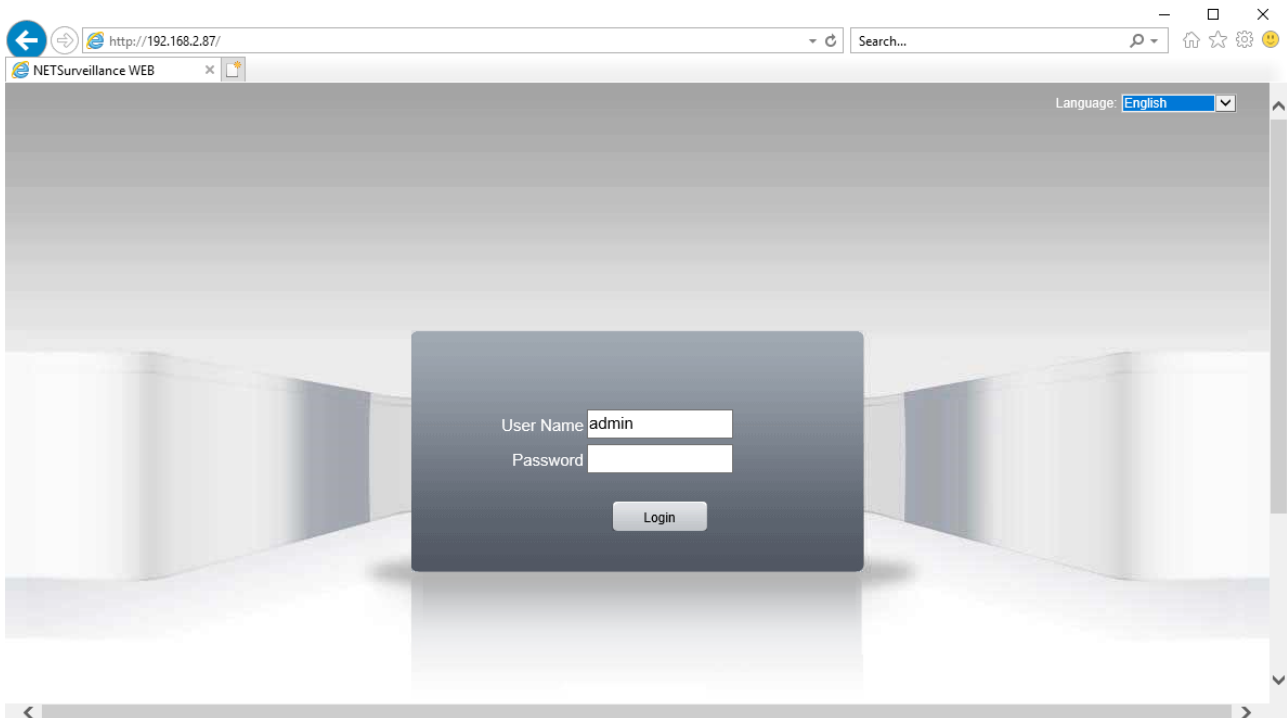 http://192.168.2.87/
Search...
NETSurveillance WEB
Language: English
User Name admin
Password
Login